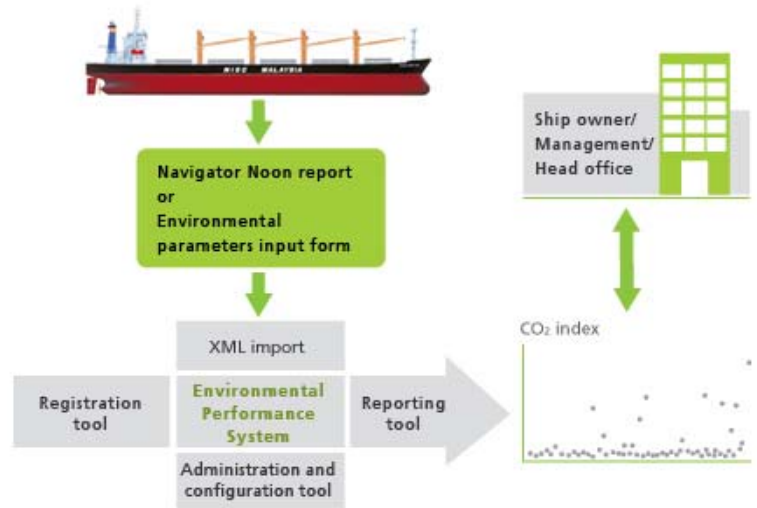 MISC MALAYSIA
Navigator Noon report
or
Environmental
parameters input form
Ship owner/
Management/
Head office
XML import
Registration
tool
Environmental
Performance
System
Reporting
tool
Administration and
configuration tool
CO₂ index